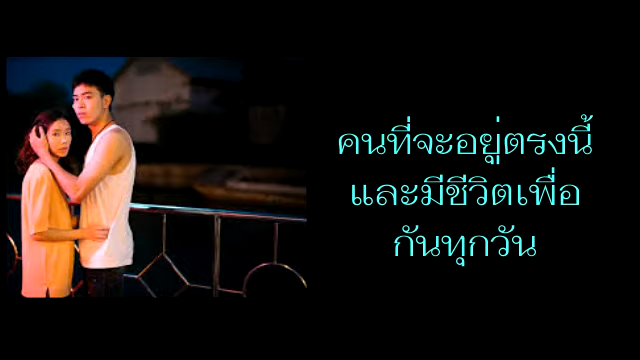 คนที่จะอยู่ตรงนี้
และมีชีวิตเพื่อ
กันทุกวัน